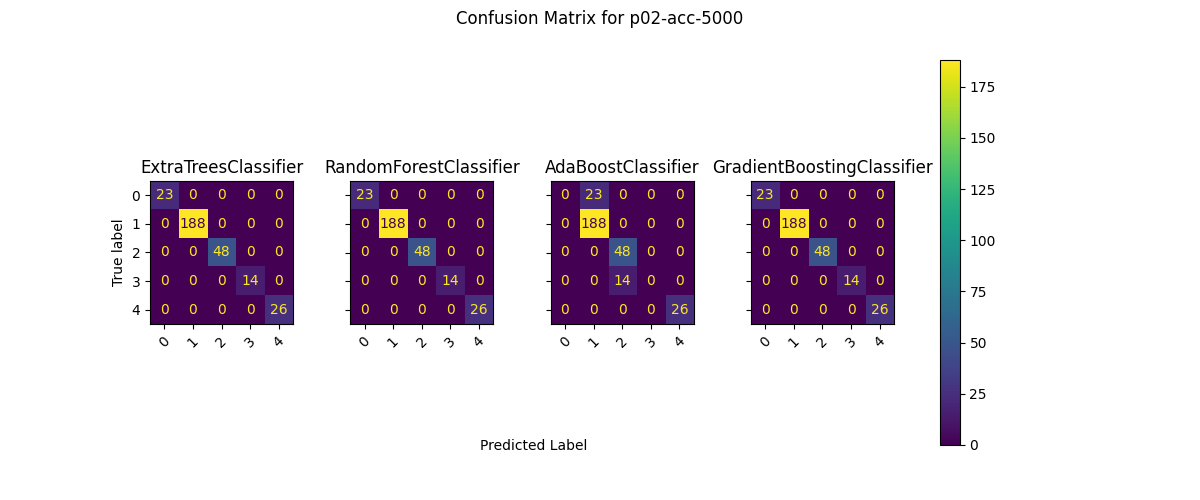 Confusion Matrix for p02-acc-5000
ExtraTreesClassifier RandomForestClassifier AdaBoostClassifier GradientBoostingClassifier
0 23 0 0 0 0 23 0 0 0 0 0 23 0 0 0 23 0 0 0 0
1 0 188 0 0 0 0 188 0 0 0 0 188 0 0 0 0 188 0 0 0
2 0 0 48 0 0 0 0 48 0 0 0 0 48 0 0 0 0 48 0 0
3 0 0 0 14 0 0 0 0 14 0 0 0 14 0 0 0 0 0 14 0
4 0 0 0 0 26 0 0 0 0 26 0 0 0 0 26 0 0 0 0 26
0 1 2 3 4 0 1 2 3 4 0 1 2 3 4 0 1 2 3 4
True label
Predicted Label
175
150
125
100
75
50
25
0